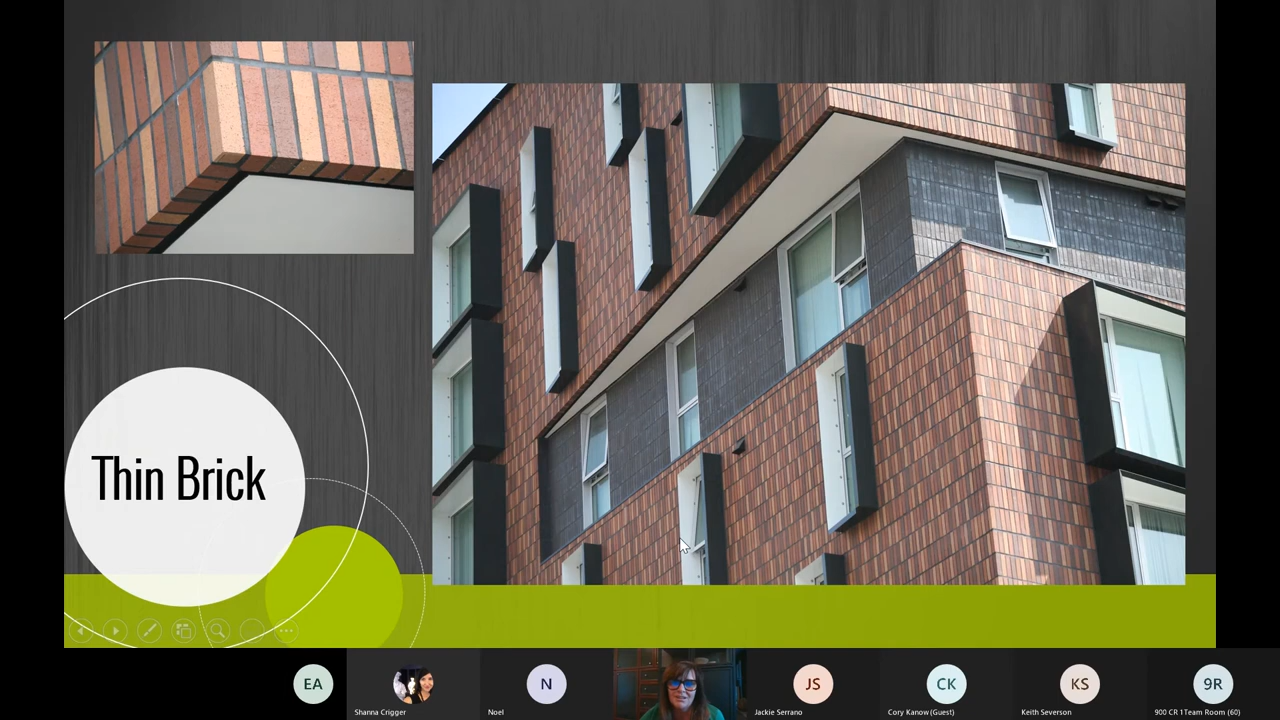 Thin Brick
EA
Shanna Crigger
N
Noel
JS
Jackie Serrano
CK
Cory Kanow (Guest)
KS
Keith Severson
9R
900 CR 1Team Room (60)